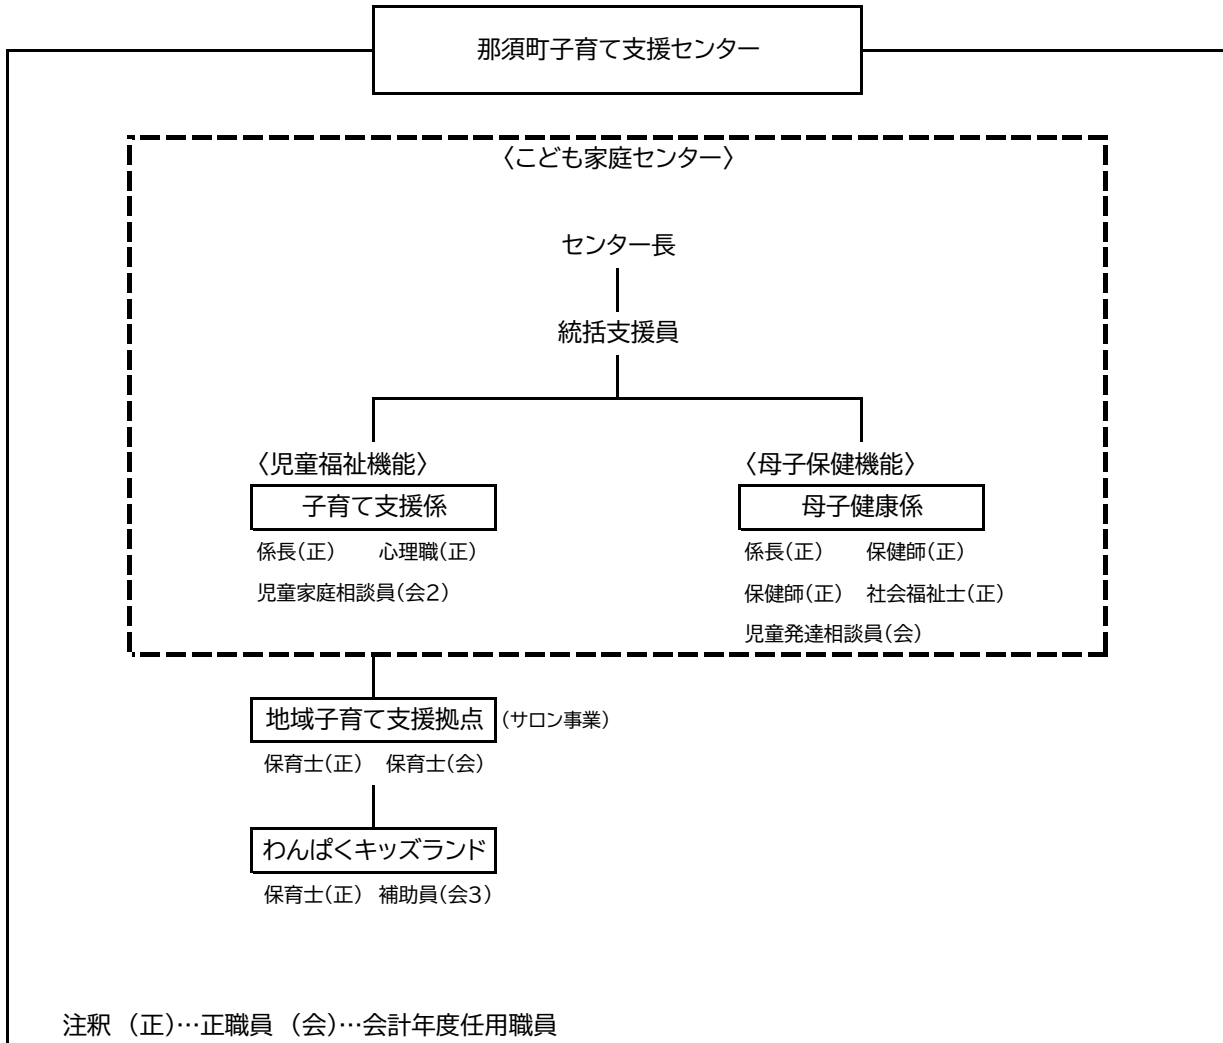 那須町子育て支援センター
〈こども家庭センター〉
センター長
統括支援員
〈児童福祉機能〉
子育て支援係
係長(正) 心理職(正)
児童家庭相談員(会2)
〈母子保健機能〉
母子健康係
係長(正) 保健師(正)
保健師(正) 社会福祉士(正)
児童発達相談員(会)
地域子育て支援拠点 (サロン事業)
保育士(正) 保育士(会)
わんぱくキッズランド
保育士(正) 補助員(会3)
注釈 (正)…正職員 (会)…会計年度任用職員